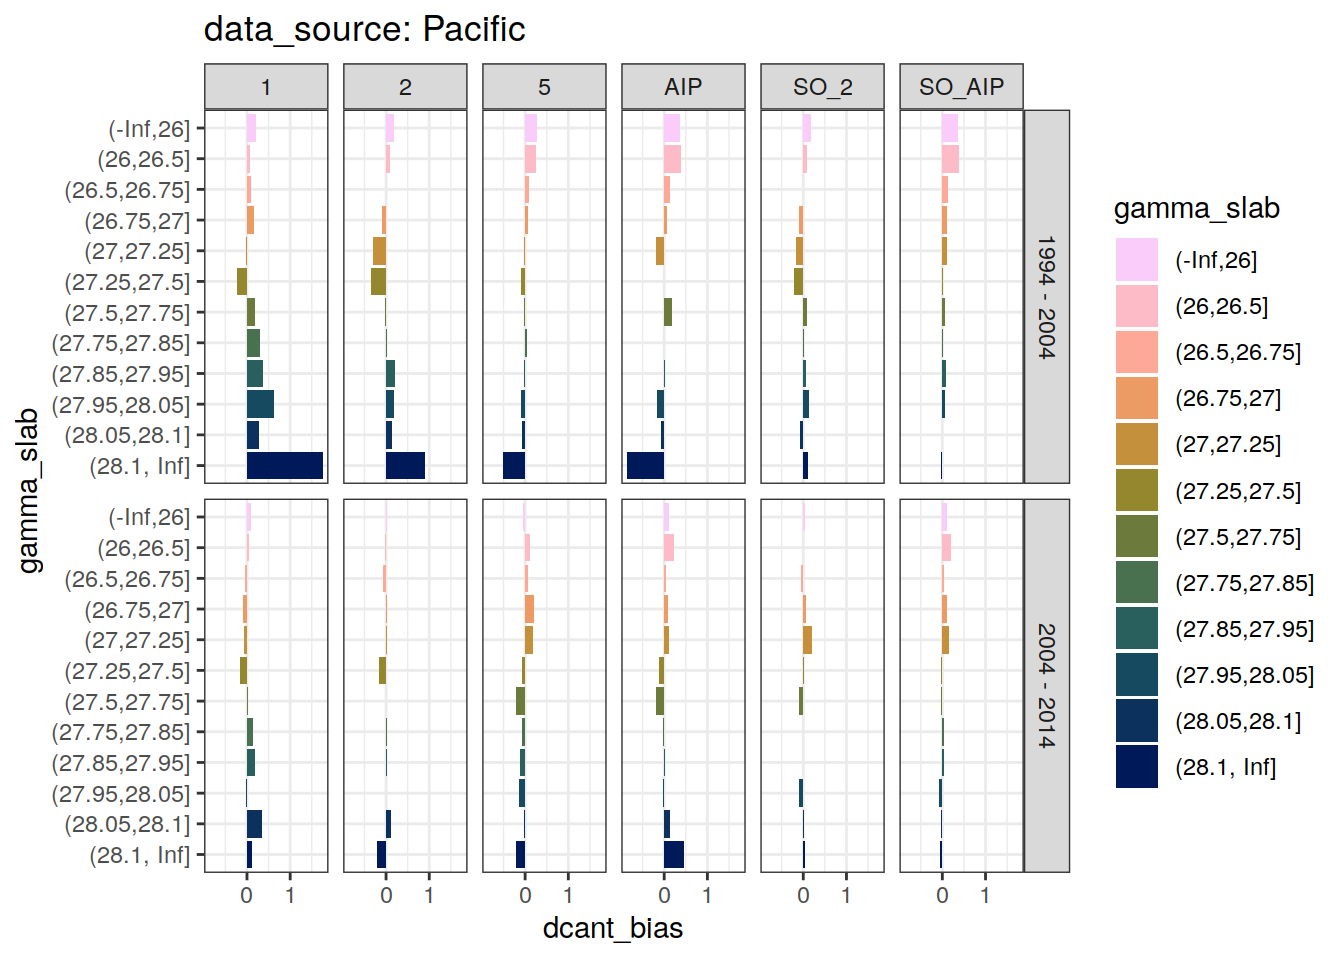 data_source: Pacific
1 2 5 AIP SO_2 SO_AIP
(-Inf,26]
(26,26.5]
(26.5,26.75]
(26.75,27]
(27,27.25]
(27.25,27.5]
(27.5,27.75]
(27.75,27.85]
(27.85,27.95]
(27.95,28.05]
(28.05,28.1]
(28.1, Inf]
1994 - 2004
(-Inf,26]
(26,26.5]
(26.5,26.75]
(26.75,27]
(27,27.25]
(27.25,27.5]
(27.5,27.75]
(27.75,27.85]
(27.85,27.95]
(27.95,28.05]
(28.05,28.1]
(28.1, Inf]
2004 - 2014
gamma_slab
0 1 0 1 0 1 0 1 0 1 0 1
dcant_bias
gamma_slab
(-Inf,26]
(26,26.5]
(26.5,26.75]
(26.75,27]
(27,27.25]
(27.25,27.5]
(27.5,27.75]
(27.75,27.85]
(27.85,27.95]
(27.95,28.05]
(28.05,28.1]
(28.1, Inf]